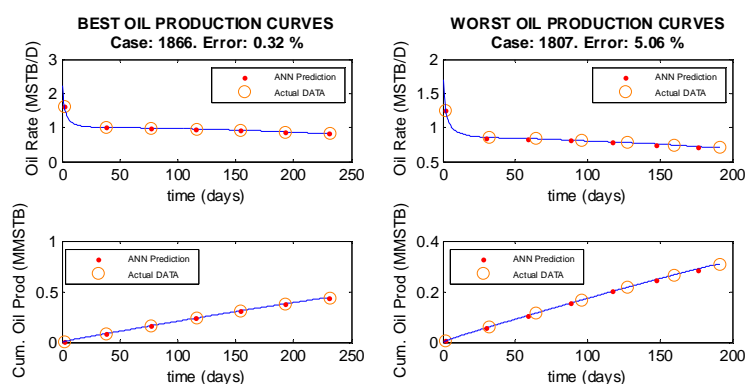 BEST OIL PRODUCTION CURVES
Case: 1866. Error: 0.32 %
Oil Rate (MSTB/D)
3
2
1
0
ANN Prediction
Actual DATA
0 50 100 150 200 250
time (days)
WORST OIL PRODUCTION CURVES
Case: 1807. Error: 5.06 %
Oil Rate (MSTB/D)
2
1.5
1
0.5
ANN Prediction
Actual DATA
0 50 100 150 200
time (days)
Cum. Oil Prod (MMSTB)
1
0.5
0
ANN Prediction
Actual DATA
0 50 100 150 200 250
time (days)
Cum. Oil Prod (MMSTB)
0.4
0.2
0
ANN Prediction
Actual DATA
0 50 100 150 200
time (days)